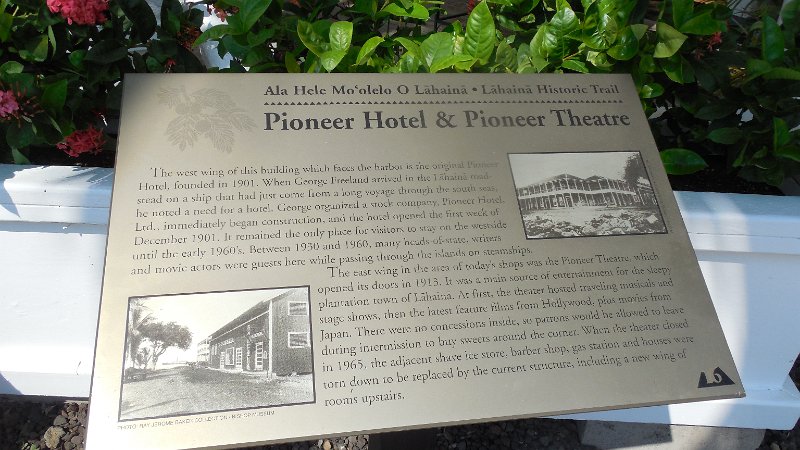 Ala Hele Mo'olelo O Lāhainā • Lāhainā Historic Trail
Pioneer Hotel & Pioneer Theatre
The west wing of this building which faces the harbor is the original Pioneer
Hotel, founded in 1901. When George Freeland arrived in the Lāhainā road-
stead on a ship that had just come from a long voyage through the south seas,
he noted a need for a hotel. George organized a stock company, Pioneer Hotel,
Ltd., immediately began construction, and the hotel opened the first week of
December 1901. It remained the only place for visitors to stay on the westside
until the early 1960's. Between 1930 and 1960, many heads-of-state, writers
and movie actors were guests here while passing through the islands on steamships.
The east wing in the area of today's shops was the Pioneer Theatre, which
opened its doors in 1913. It was a main source of entertainment for the sleepy
plantation town of Lāhainā. At first, the theater hosted traveling musicals and
stage shows, then the latest feature films from Hollywood, plus movies from
Japan. There were no concessions inside, so patrons would be allowed to leave
during intermission to buy sweets around the corner. When the theater closed
in 1965, the adjacent shave ice store, barber shop, gas station and houses were
torn down to be replaced by the current structure, including a new wing of
rooms upstairs.
PHOTO: RAY JEROME BAKER COLLECTION - BISHOP MUSEUM